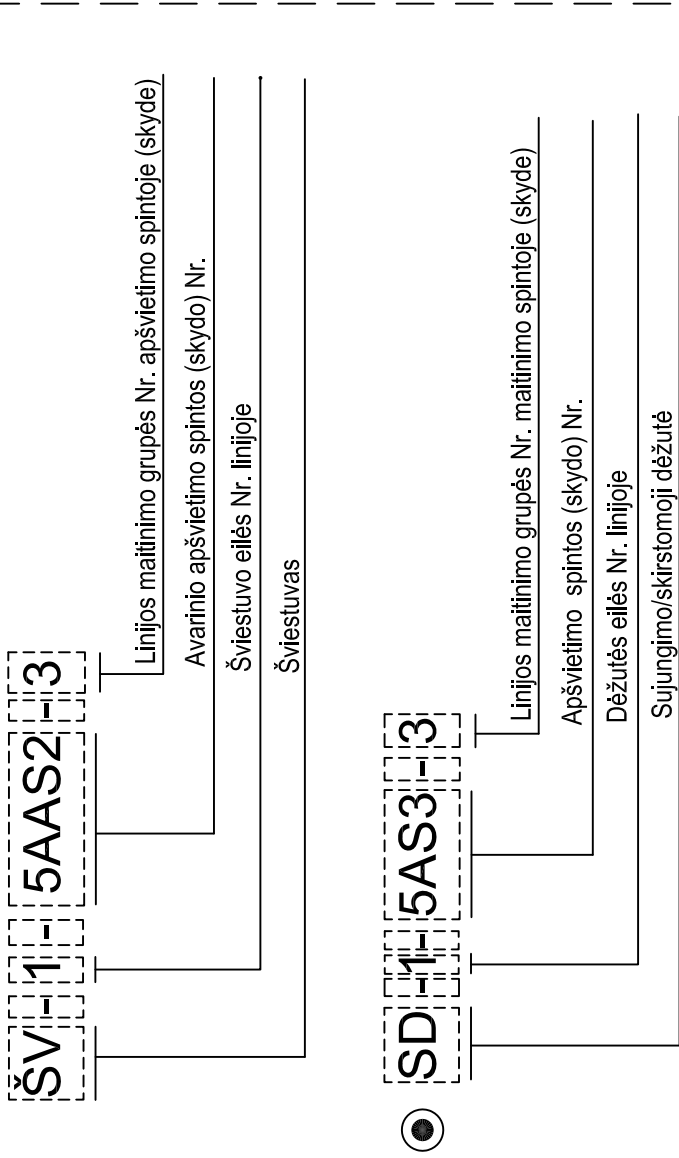 ŠV-1-5AAS2-3
Linijos maitinimo grupės Nr. apšvietimo spintoje (skyde)
Avarinio apšvietimo spintos (skydo) Nr.
Šviestuvo eilės Nr. linijoje
Šviestuvas
SD-1-5AS3-3
Linijos maitinimo grupės Nr. maitinimo spintoje (skyde)
Apšvietimo spintos (skydo) Nr.
Dėžutės eilės Nr. linijoje
Sujungimo/skirstomoji dėžutė